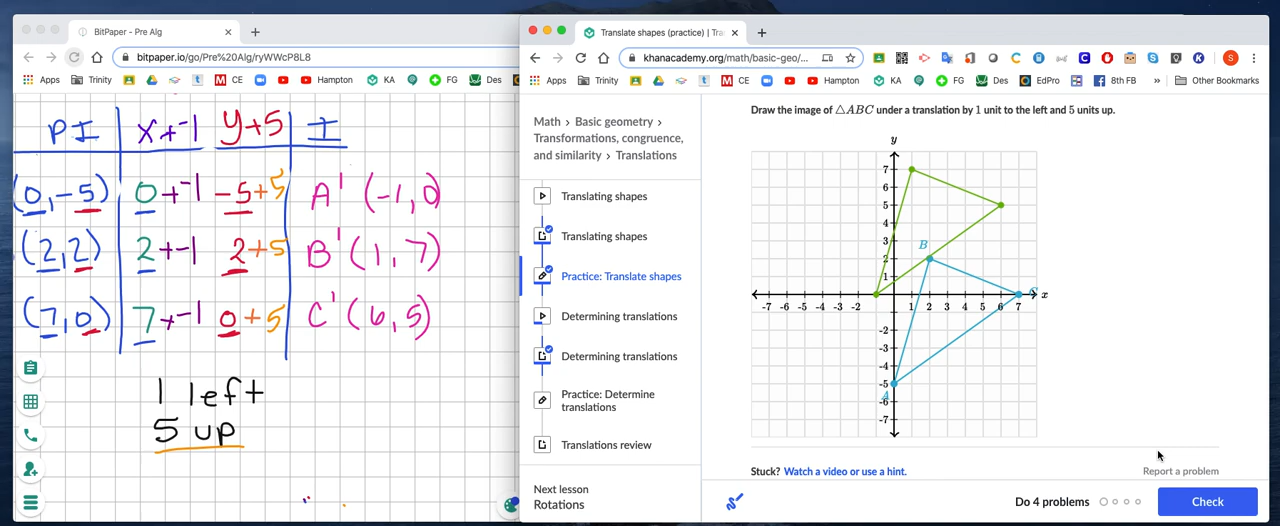 BitPaper - Pre Alg
bitpaper.io/go/Pre%20Alg/ryWWcP8L8
Apps Trinity CE Hampton KA FG Des
PI x+-1 y+5 I
(0,-5) 0+-1 -5+5 A' (-1,0)
(2,2) 2+-1 2+5 B' (1,7)
(7,0) 7+-1 0+5 C' (6,5)
1 left
5 up
Translate shapes (practice) | Tra
khanacademy.org/math/basic-geo/...
S
Apps Trinity CE Hampton KA FG Des EdPro 8th FB » Other Bookmarks
Math > Basic geometry >
Transformations, congruence,
and similarity > Translations
Translating shapes
Translating shapes
Practice: Translate shapes
Determining translations
Determining translations
Practice: Determine
translations
Translations review
Next lesson
Rotations
Draw the image of △ABC under a translation by 1 unit to the left and 5 units up.
y
7
6
5
4
3
2
1
-7 -6 -5 -4 -3 -2 1 2 3 4 5 6 7 x
-2
-3
-4
-5
-6
-7
B
C
A
Stuck? Watch a video or use a hint.
Report a problem
Do 4 problems
Check